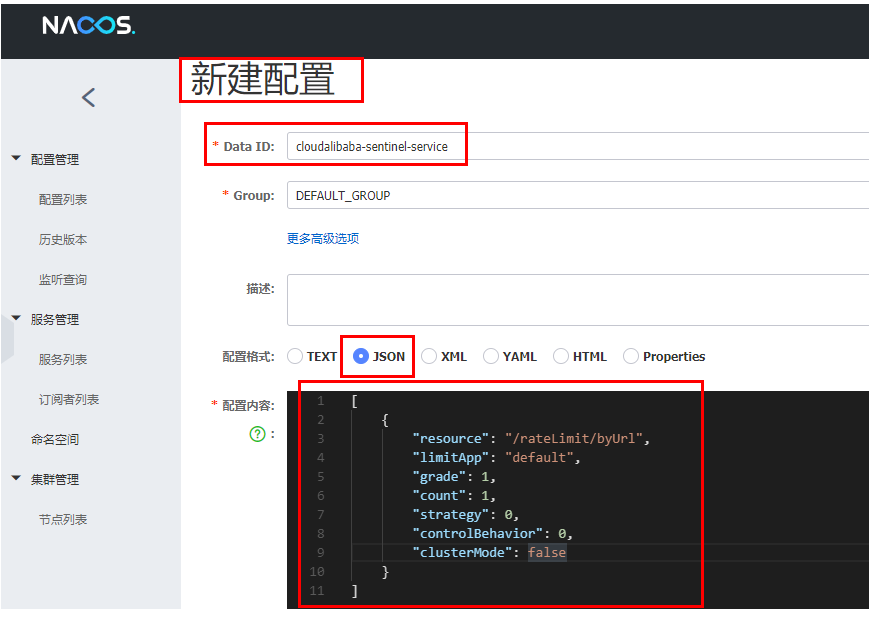 NACOS.
新建配置
配置管理
配置列表
历史版本
监听查询
服务管理
服务列表
订阅者列表
命名空间
集群管理
节点列表
* Data ID: cloudalibaba-sentinel-service
* Group: DEFAULT_GROUP
更多高级选项
描述:
配置格式: TEXT JSON XML YAML HTML Properties
* 配置内容:
? :
1 [
2 {
3 "resource": "/rateLimit/byUrl",
4 "limitApp": "default",
5 "grade": 1,
6 "count": 1,
7 "strategy": 0,
8 "controlBehavior": 0,
9 "clusterMode": false
10 }
11 ]